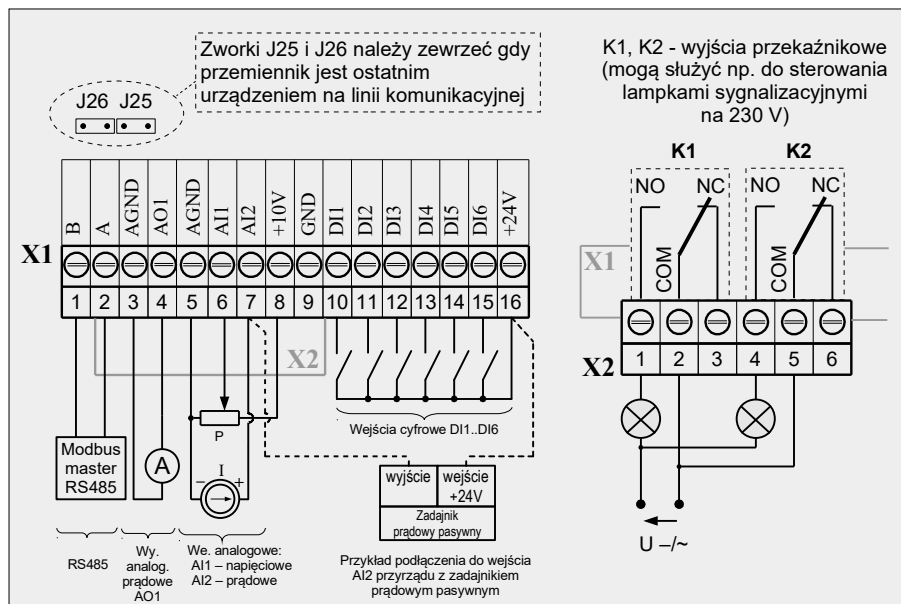 Zworki J25 i J26 należy zewrzeć gdy
przemiennik jest ostatnim
urządzeniem na linii komunikacyjnej
J26 J25
K1, K2 - wyjścia przekaźnikowe
(mogą służyć np. do sterowania
lampkami sygnalizacyjnymi
na 230 V)
K1 K2
NO NC NO NC
COM COM
X1
B A AGND AO1 AGND AI1 AI2 +10V GND DI1 DI2 DI3 DI4 DI5 DI6 +24V
X1
1 2 3 4 5 6 7 8 9 10 11 12 13 14 15 16
X2
X2
1 2 3 4 5 6
P
Wejścia cyfrowe DI1..DI6
Modbus
master
RS485
A
– I +
wyjście
wejście
+24V
Zadajnik
prądowy pasywny
U –/~
RS485
Wy.
analog.
prądowe
AO1
We. analogowe:
AI1 – napięciowe
AI2 – prądowe
Przykład podłączenia do wejścia
AI2 przyrządu z zadajnikiem
prądowym pasywnym